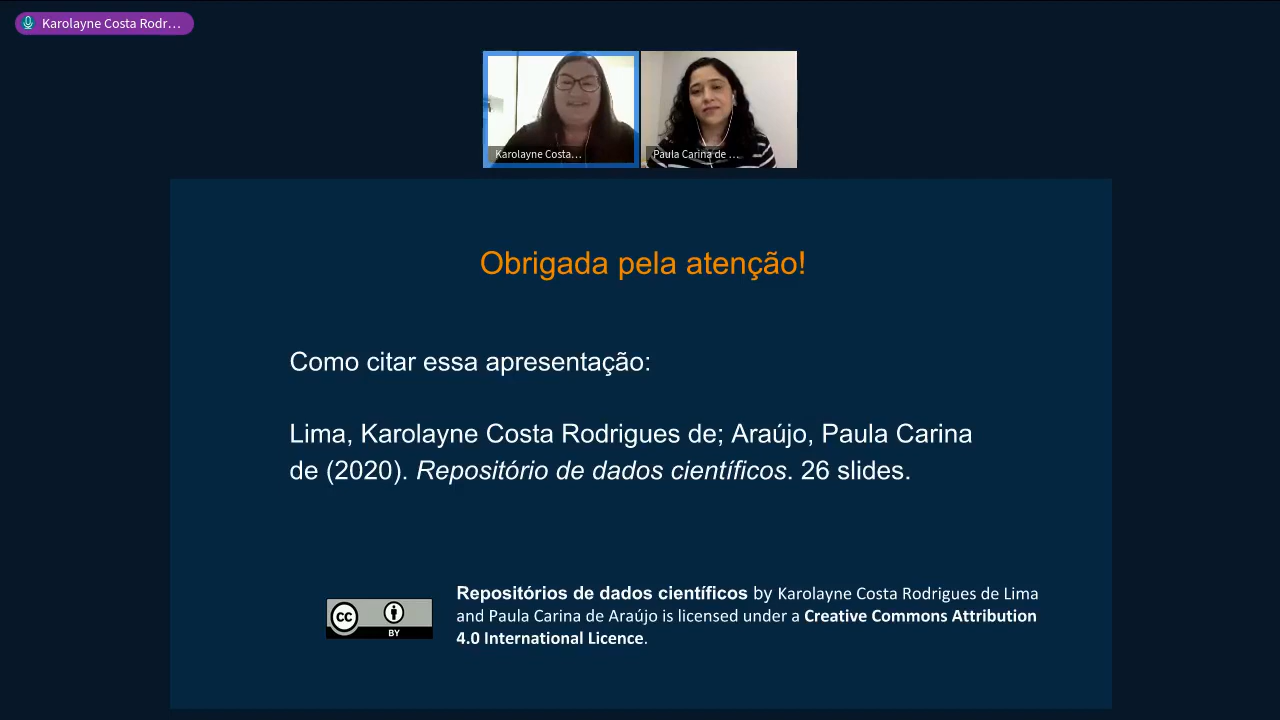 Karolayne Costa Rodr...
Karolayne Costa...
Paula Carina de ...
Obrigada pela atenção!
Como citar essa apresentação:
Lima, Karolayne Costa Rodrigues de; Araújo, Paula Carina
de (2020). Repositório de dados científicos. 26 slides.
Repositórios de dados científicos by Karolayne Costa Rodrigues de Lima
and Paula Carina de Araújo is licensed under a Creative Commons Attribution
4.0 International Licence.
cc
BY